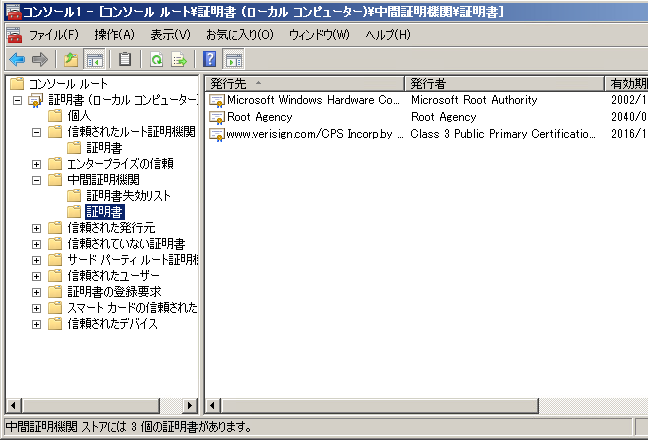 コンソール1 - [コンソール ルート¥証明書 (ローカル コンピューター)¥中間証明機関¥証明書]
ファイル(F) 操作(A) 表示(V) お気に入り(O) ウィンドウ(W) ヘルプ(H)
コンソール ルート
証明書 (ローカル コンピューター)
個人
信頼されたルート証明機関
証明書
エンタープライズの信頼
中間証明機関
証明書失効リスト
証明書
信頼された発行元
信頼されていない証明書
サード パーティ ルート証明機
信頼されたユーザー
証明書の登録要求
スマート カードの信頼された
信頼されたデバイス
発行先 発行者 有効期
Microsoft Windows Hardware Co... Microsoft Root Authority 2002/1
Root Agency Root Agency 2040/0
www.verisign.com/CPS Incorp.by ... Class 3 Public Primary Certificatio... 2016/1
中間証明機関 ストアには 3 個の証明書があります。